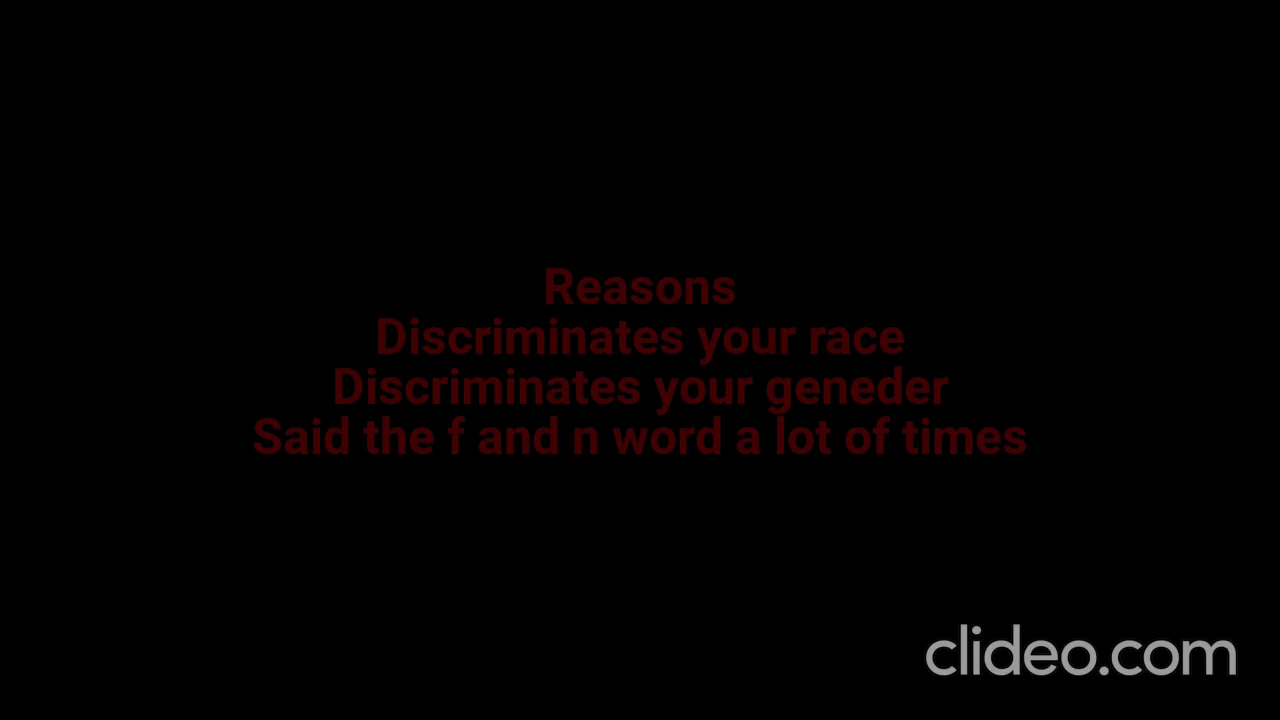 Reasons
Discriminates your race
Discriminates your geneder
Said the f and n word a lot of times
clideo.com